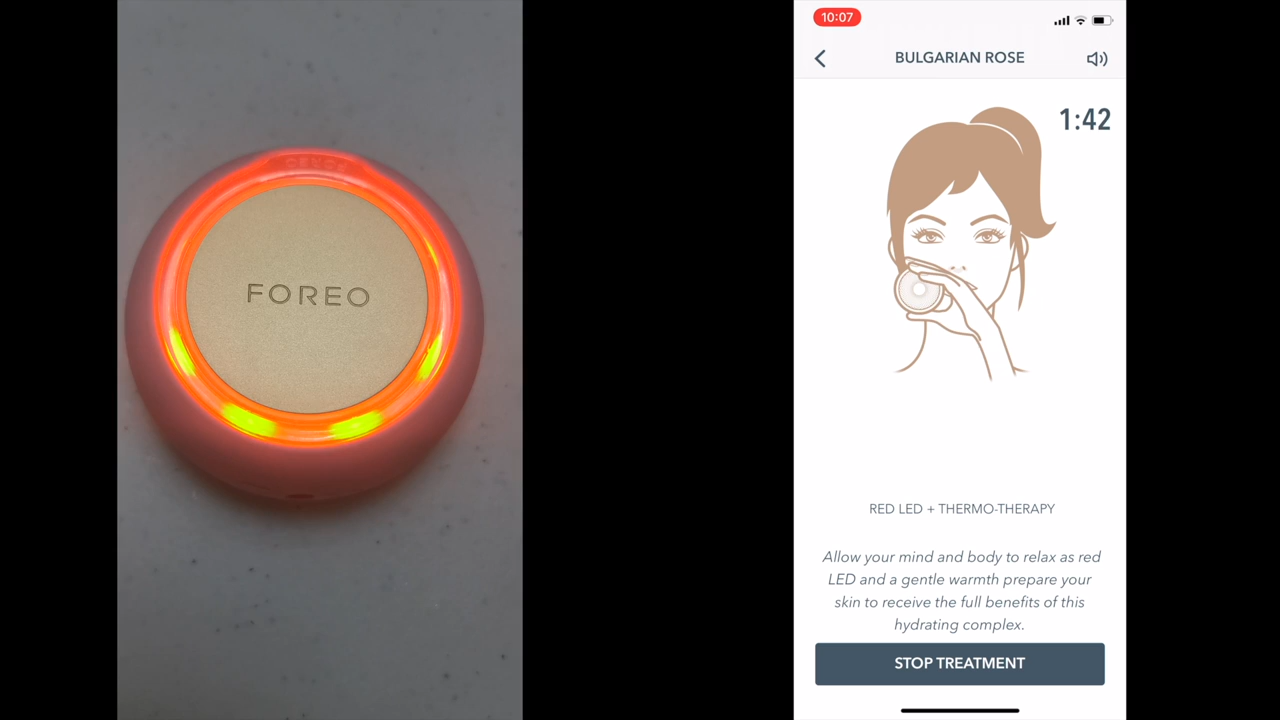 FOREO
FOREO
10:07
BULGARIAN ROSE
1:42
RED LED + THERMO-THERAPY
Allow your mind and body to relax as red
LED and a gentle warmth prepare your
skin to receive the full benefits of this
hydrating complex.
STOP TREATMENT